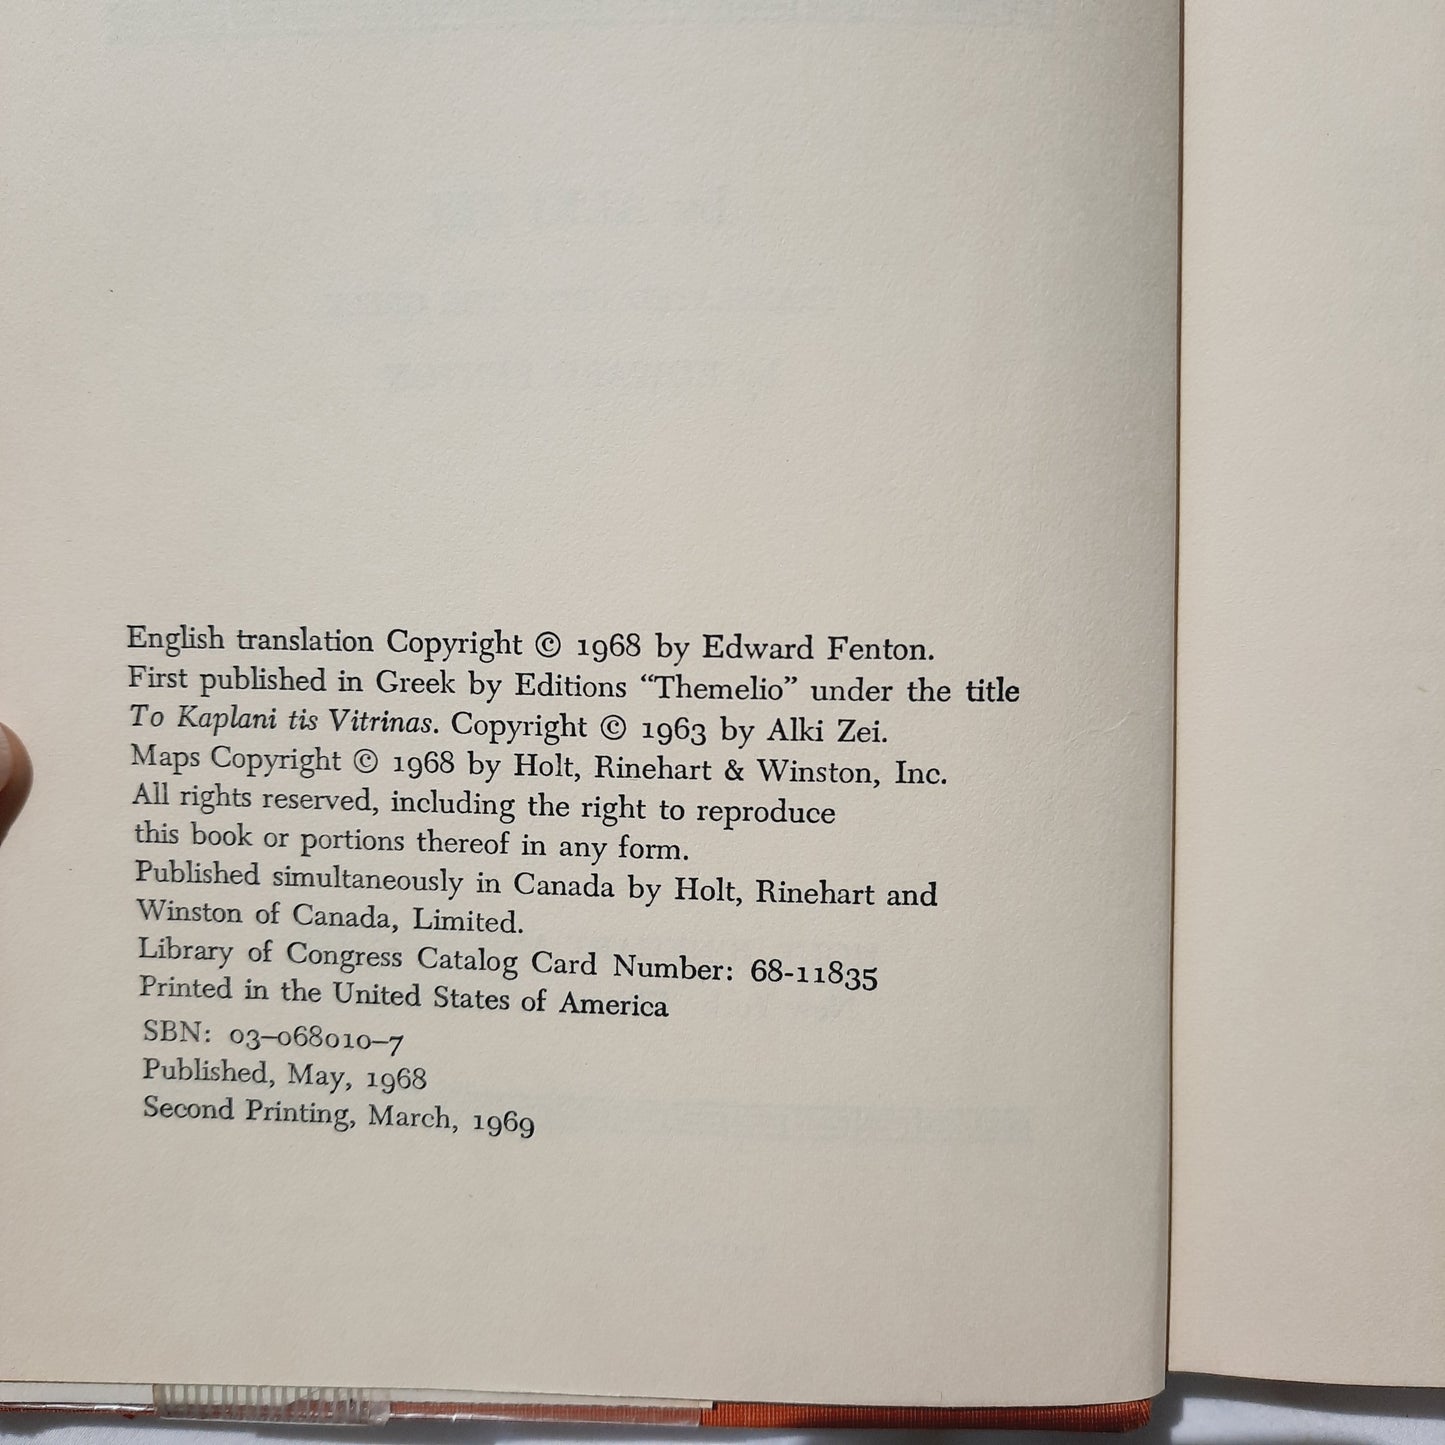 English translation Copyright © 1968 by Edward Fenton.
First published in Greek by Editions “Themelio” under the title
To Kaplani tis Vitrinas. Copyright © 1963 by Alki Zei.
Maps Copyright © 1968 by Holt, Rinehart & Winston, Inc.
All rights reserved, including the right to reproduce
this book or portions thereof in any form.
Published simultaneously in Canada by Holt, Rinehart and
Winston of Canada, Limited.
Library of Congress Catalog Card Number: 68-11835
Printed in the United States of America
SBN: 03–068010–7
Published, May, 1968
Second Printing, March, 1969